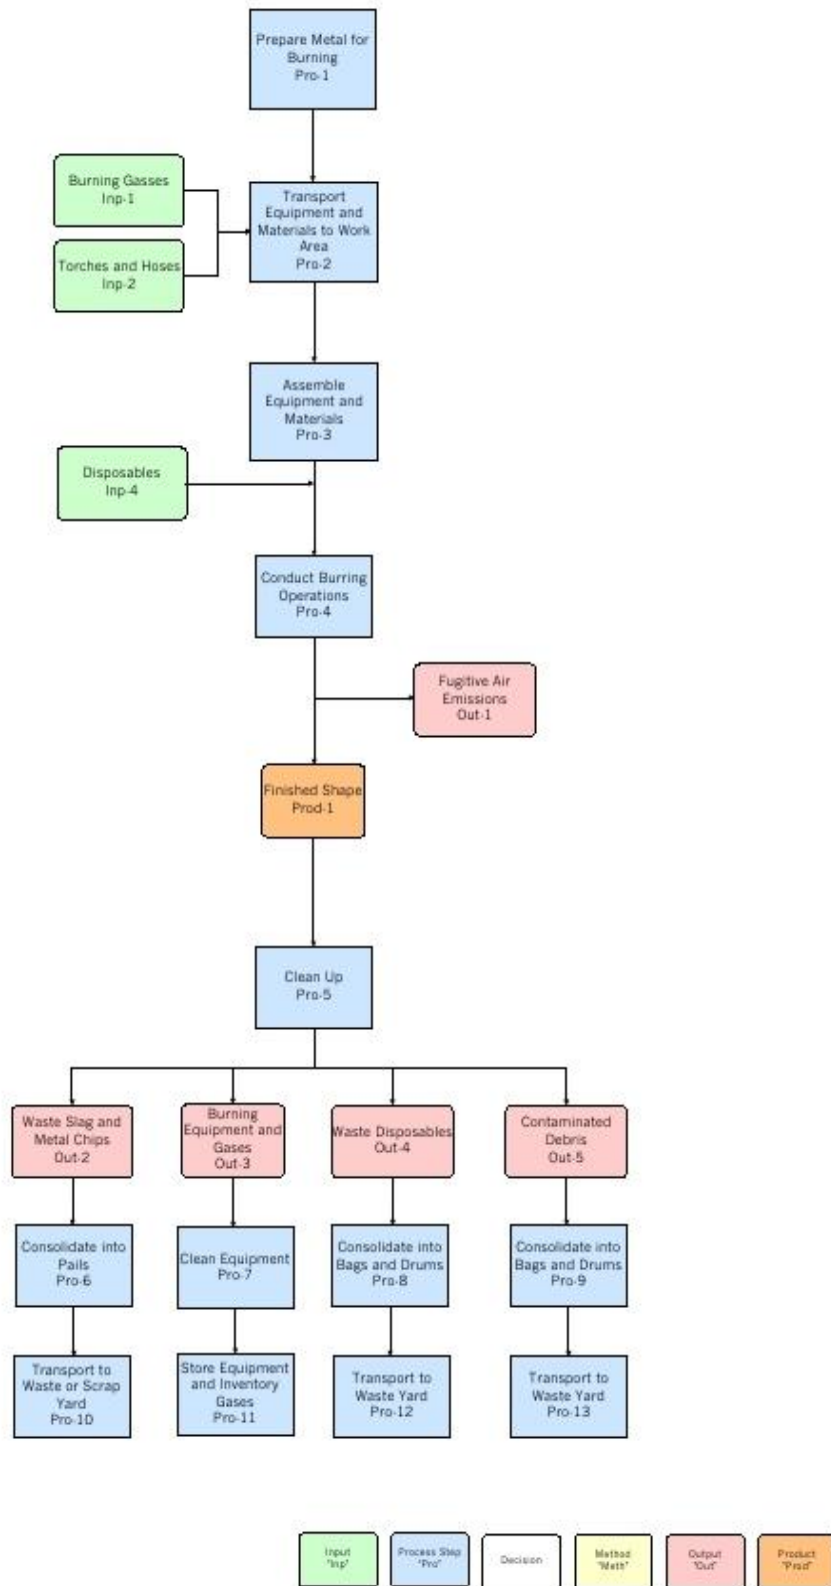 Prepare Metal for
Burning
Pro-1
Burning Gasses
Inp-1
Transport
Equipment and
Materials to Work
Area
Pro-2
Torches and Hoses
Inp-2
Assemble
Equipment and
Materials
Pro-3
Disposables
Inp-4
Conduct Burring
Operations
Pro-4
Fugitive Air
Emissions
Out-1
Finished Shape
Prod-1
Clean Up
Pro-5
Waste Slag and
Metal Chips
Out-2
Burning
Equipment and
Gases
Out-3
Waste Disposables
Out-4
Contaminated
Debris
Out-5
Consolidate into
Pails
Pro-6
Clean Equipment
Pro-7
Consolidate into
Bags and Drums
Pro-8
Consolidate into
Bags and Drums
Pro-9
Transport to
Waste or Scrap
Yard
Pro-10
Store Equipment
and Inventory
Gases
Pro-11
Transport to
Waste Yard
Pro-12
Transport to
Waste Yard
Pro-13
Input
"Inp"
Process Step
"Pro"
Decision
Method
"Meth"
Output
"Out"
Product
"Prod"